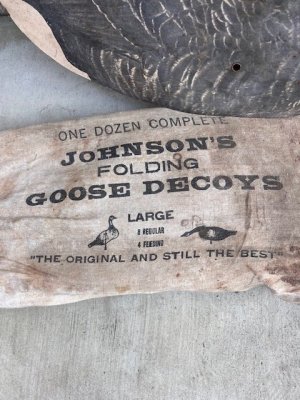 ONE DOZEN COMPLETE
JOHNSON'S
FOLDING
GOOSE DECOYS
LARGE
8 REGULAR
4 FEEDING
"THE ORIGINAL AND STILL THE BEST"